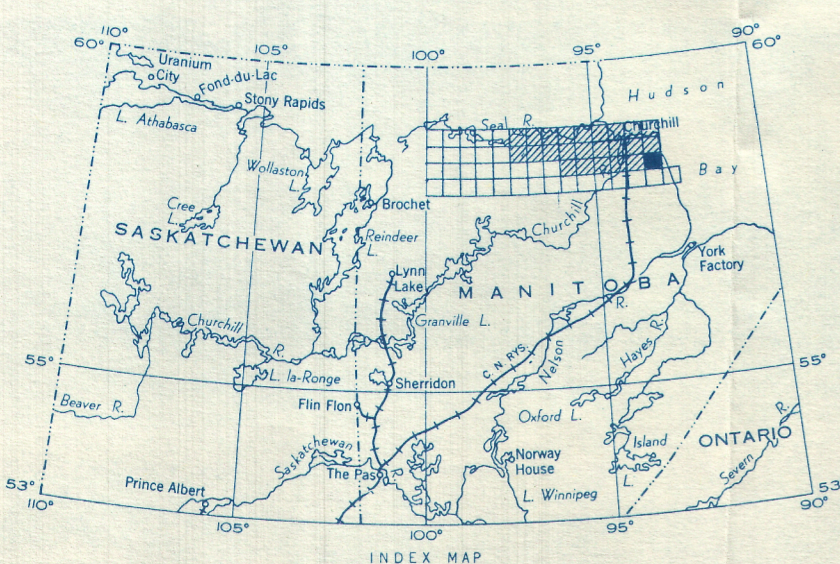 110°
105°
100°
95°
90°
60°
60°
Uranium
City
Fond-du-Lac
Stony Rapids
L. Athabasca
Hudson
Seal R.
Churchill
Bay
Wollaston
L.
Cree
L.
Brochet
Reindeer
L.
SASKATCHEWAN
Churchill
York
Factory
Lynn
Lake
MANITOBA
R.
Granville L.
Churchill
R.
C. N. RYS.
Nelson
Hayes R.
55°
55°
L. la-Ronge
Sherridon
Beaver R.
Flin Flon
Oxford L.
Island
L.
ONTARIO
R.
Severn
Saskatchewan
R.
The Pas
Norway
House
L. Winnipeg
Prince Albert
53°
53
110°
105°
100°
95°
90°
INDEX MAP